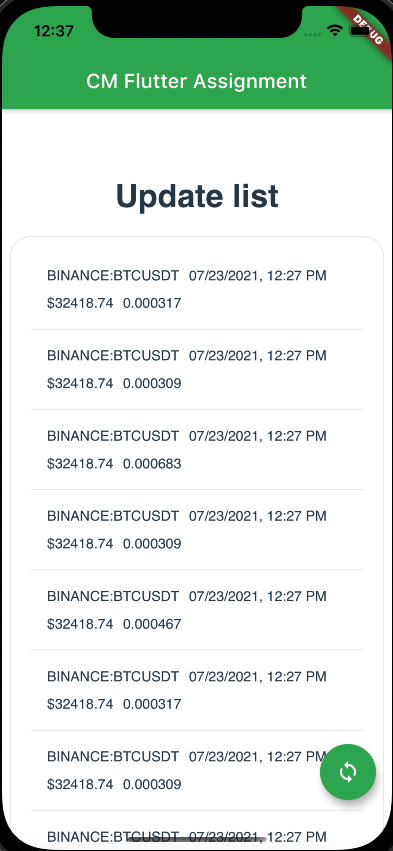 12:37
DEBUG
CM Flutter Assignment
Update list
BINANCE:BTCUSDT 07/23/2021, 12:27 PM
$32418.74 0.000317
BINANCE:BTCUSDT 07/23/2021, 12:27 PM
$32418.74 0.000309
BINANCE:BTCUSDT 07/23/2021, 12:27 PM
$32418.74 0.000683
BINANCE:BTCUSDT 07/23/2021, 12:27 PM
$32418.74 0.000309
BINANCE:BTCUSDT 07/23/2021, 12:27 PM
$32418.74 0.000467
BINANCE:BTCUSDT 07/23/2021, 12:27 PM
$32418.74 0.000317
BINANCE:BTCUSDT 07/23/2021, 12:27 PM
$32418.74 0.000309
BINANCE:BTCUSDT 07/23/2021, 12:27 PM